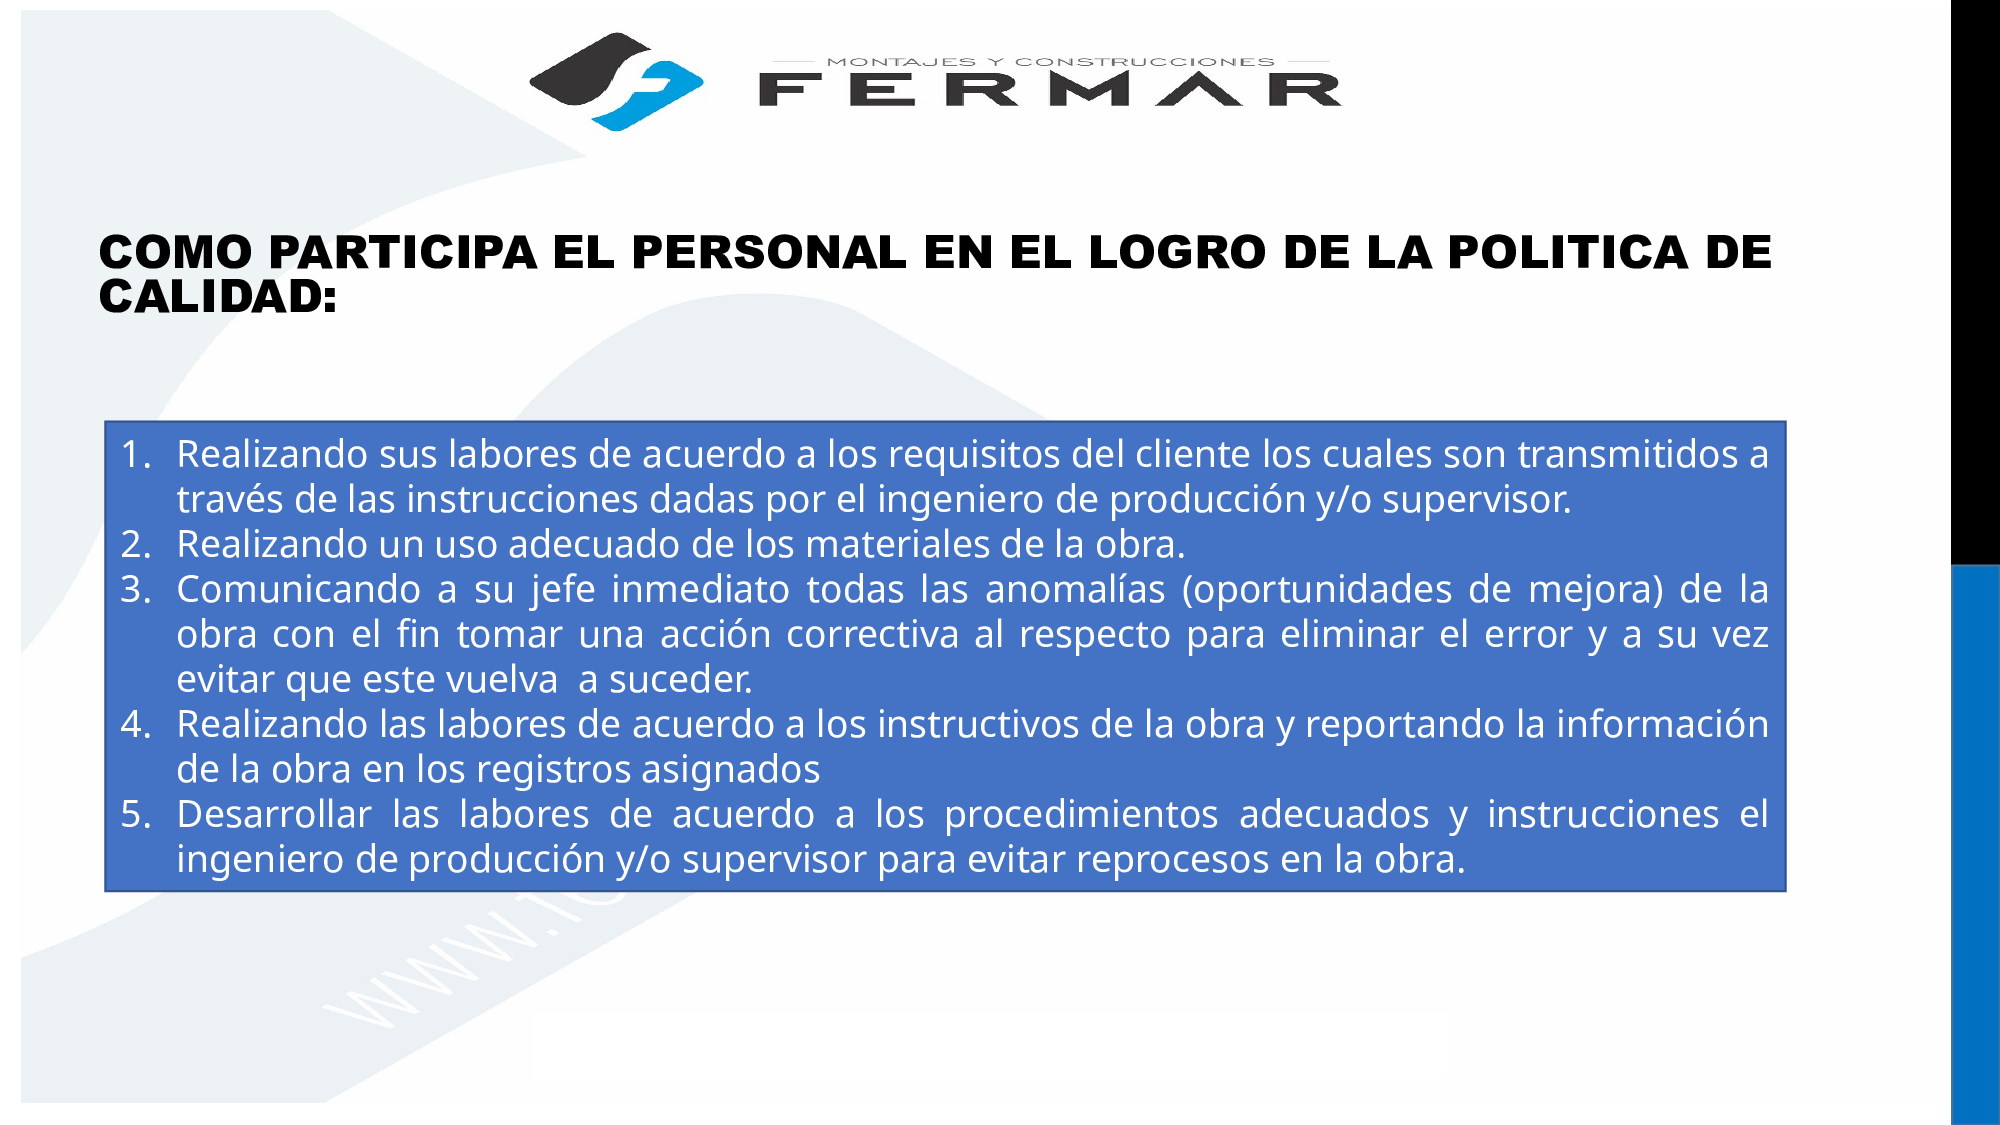 MONTAJES Y CONSTRUCCIONES
FERMAR
COMO PARTICIPA EL PERSONAL EN EL LOGRO DE LA POLITICA DE
CALIDAD:
1. Realizando sus labores de acuerdo a los requisitos del cliente los cuales son transmitidos a
través de las instrucciones dadas por el ingeniero de producción y/o supervisor.
2. Realizando un uso adecuado de los materiales de la obra.
3. Comunicando a su jefe inmediato todas las anomalías (oportunidades de mejora) de la
obra con el fin tomar una acción correctiva al respecto para eliminar el error y a su vez
evitar que este vuelva  a suceder.
4. Realizando las labores de acuerdo a los instructivos de la obra y reportando la información
de la obra en los registros asignados
5. Desarrollar las labores de acuerdo a los procedimientos adecuados y instrucciones el
ingeniero de producción y/o supervisor para evitar reprocesos en la obra.
www.